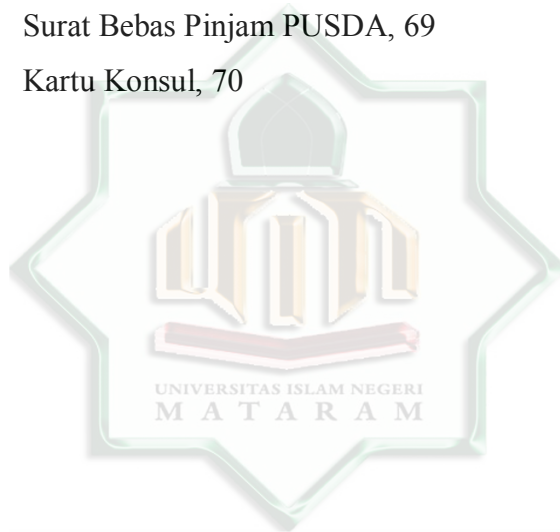 Surat Bebas Pinjam PUSDA, 69
Kartu Konsul, 70
UNIVERSITAS ISLAM NEGERI
MATARAM